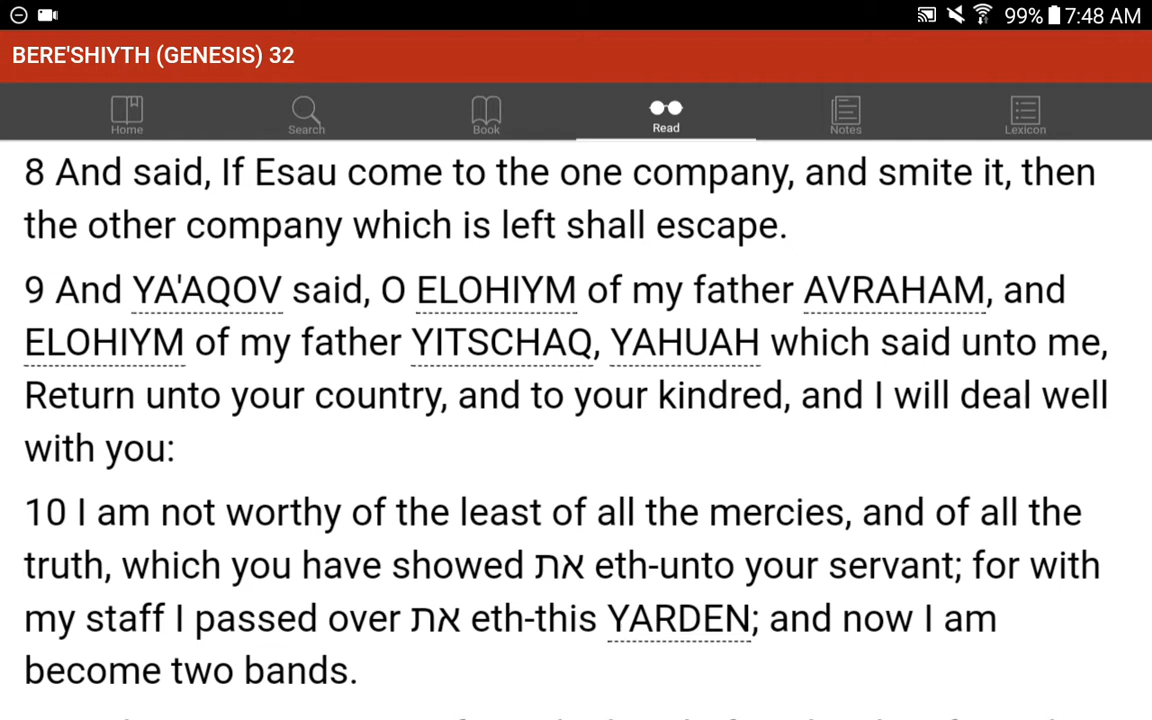 99% 7:48 AM
BERE'SHIYTH (GENESIS) 32
Home Search Book Read Notes Lexicon
8 And said, If Esau come to the one company, and smite it, then
the other company which is left shall escape.
9 And YA'AQOV said, O ELOHIYM of my father AVRAHAM, and
ELOHIYM of my father YITSCHAQ, YAHUAH which said unto me,
Return unto your country, and to your kindred, and I will deal well
with you:
10 I am not worthy of the least of all the mercies, and of all the
truth, which you have showed את eth-unto your servant; for with
my staff I passed over את eth-this YARDEN; and now I am
become two bands.